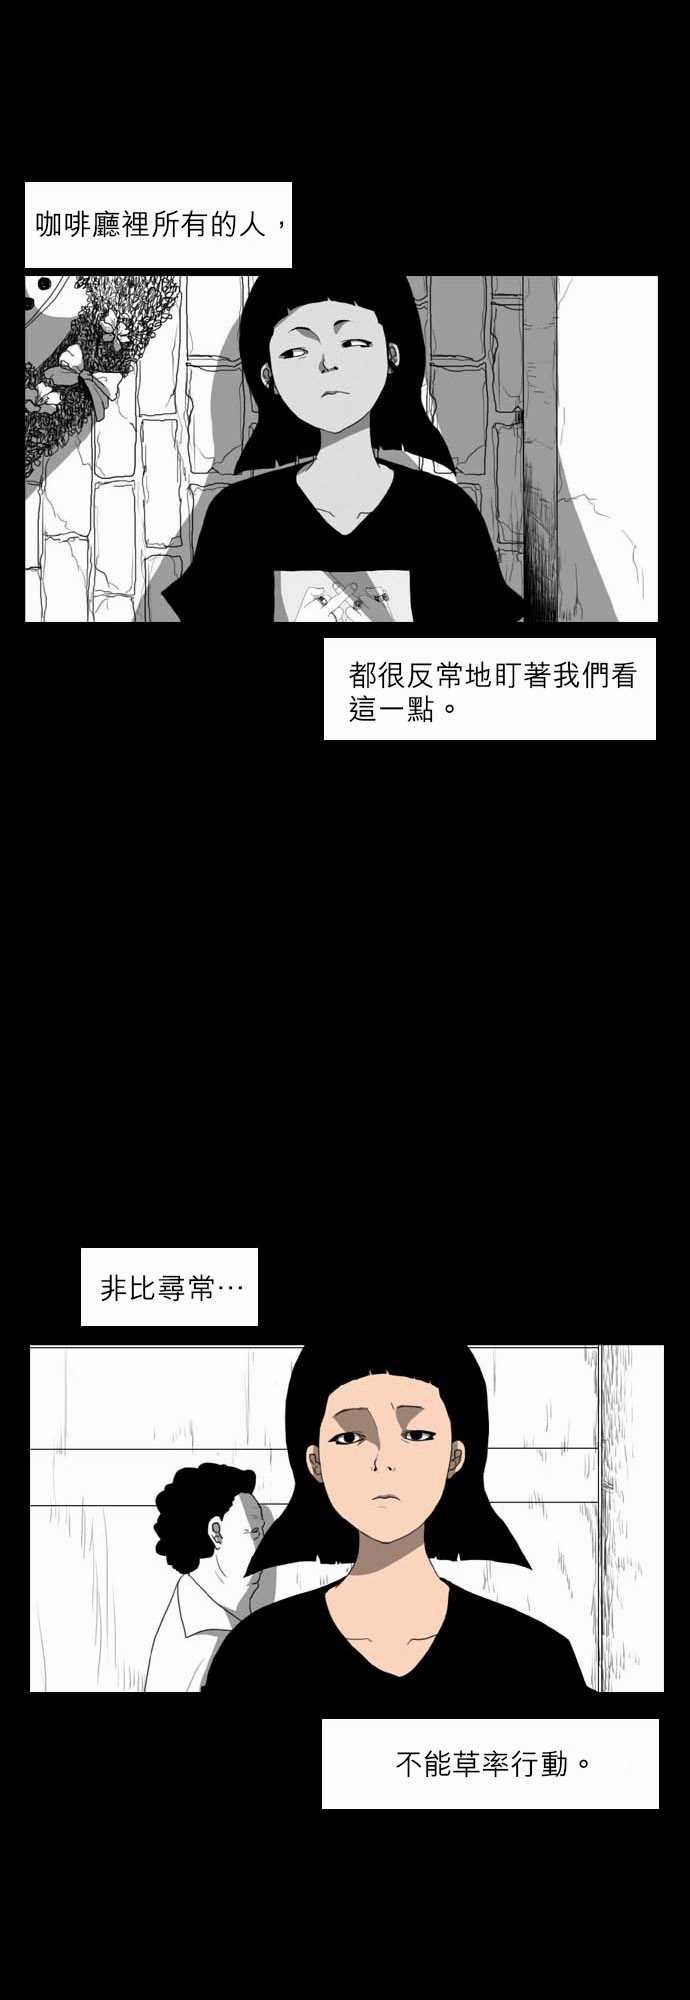 咖啡廳裡所有的人，
都很反常地盯著我們看
這一點。
非比尋常…
不能草率行動。